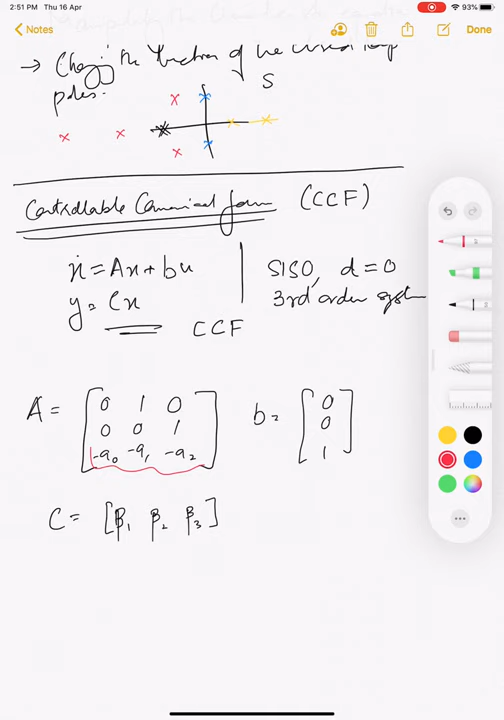 2:51 PM Thu 16 Apr 93%
Notes Done
→ Changing the location of the closed loop
poles.
S
Controllable Canonical form (CCF)
ẋ = Ax + bu
y = Cx
SISO, d = 0
3rd order system
CCF
A = [ 0 1 0
0 0 1
-a₀ -a₁ -a₂ ]
b = [ 0
0
1 ]
C = [ β₁ β₂ β₃ ]